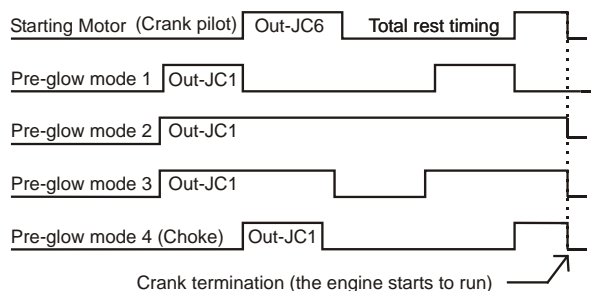 Starting Motor (Crank pilot) Out-JC6 Total rest timing
Pre-glow mode 1 Out-JC1
Pre-glow mode 2 Out-JC1
Pre-glow mode 3 Out-JC1
Pre-glow mode 4 (Choke) Out-JC1
Crank termination (the engine starts to run)